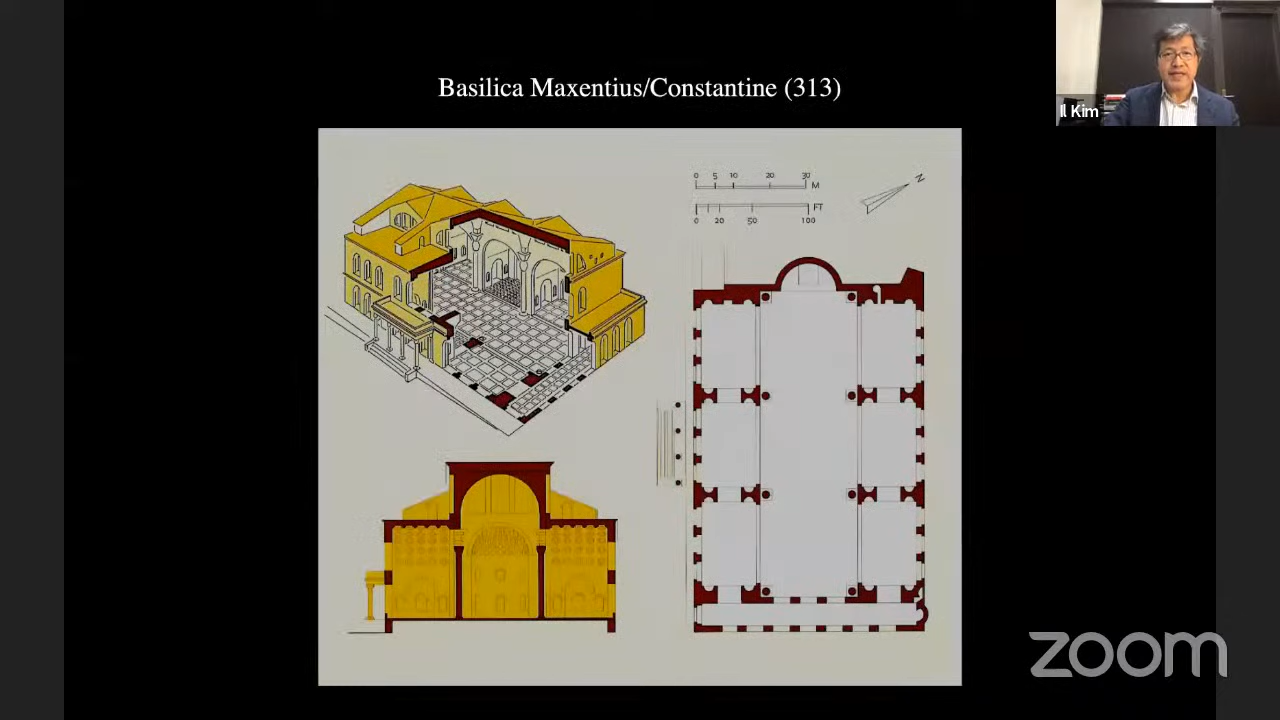 Basilica Maxentius/Constantine (313)
Il Kim
0 5 10 20 30 M
0 20 50 100 FT
N
zoom